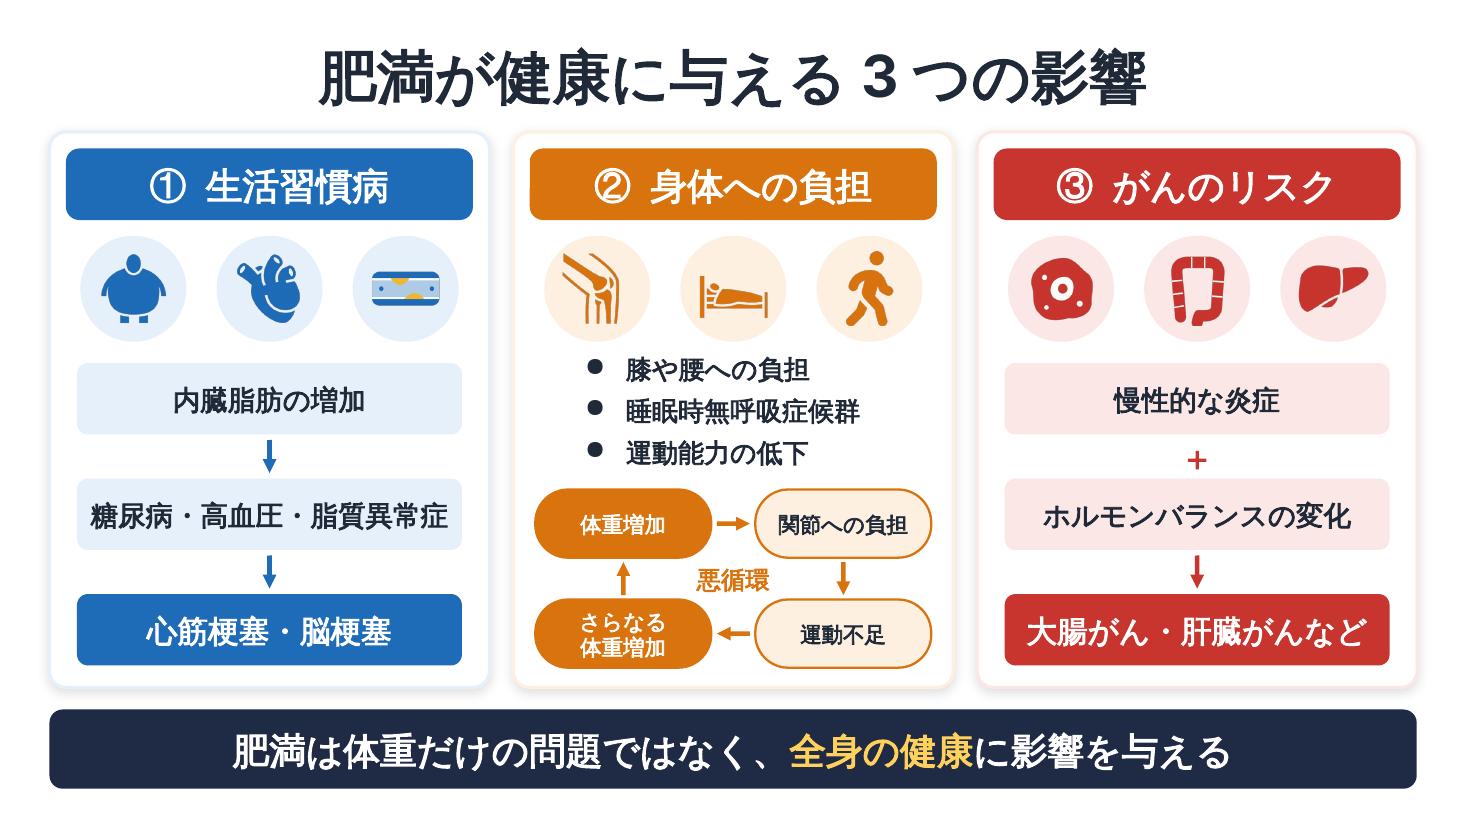 肥満が健康に与える 3 つの影響
① 生活習慣病
内臓脂肪の増加
糖尿病・高血圧・脂質異常症
心筋梗塞・脳梗塞
② 身体への負担
● 膝や腰への負担
● 睡眠時無呼吸症候群
● 運動能力の低下
体重増加
関節への負担
悪循環
さらなる
体重増加
運動不足
③ がんのリスク
慢性的な炎症
+
ホルモンバランスの変化
大腸がん・肝臓がんなど
肥満は体重だけの問題ではなく、全身の健康に影響を与える